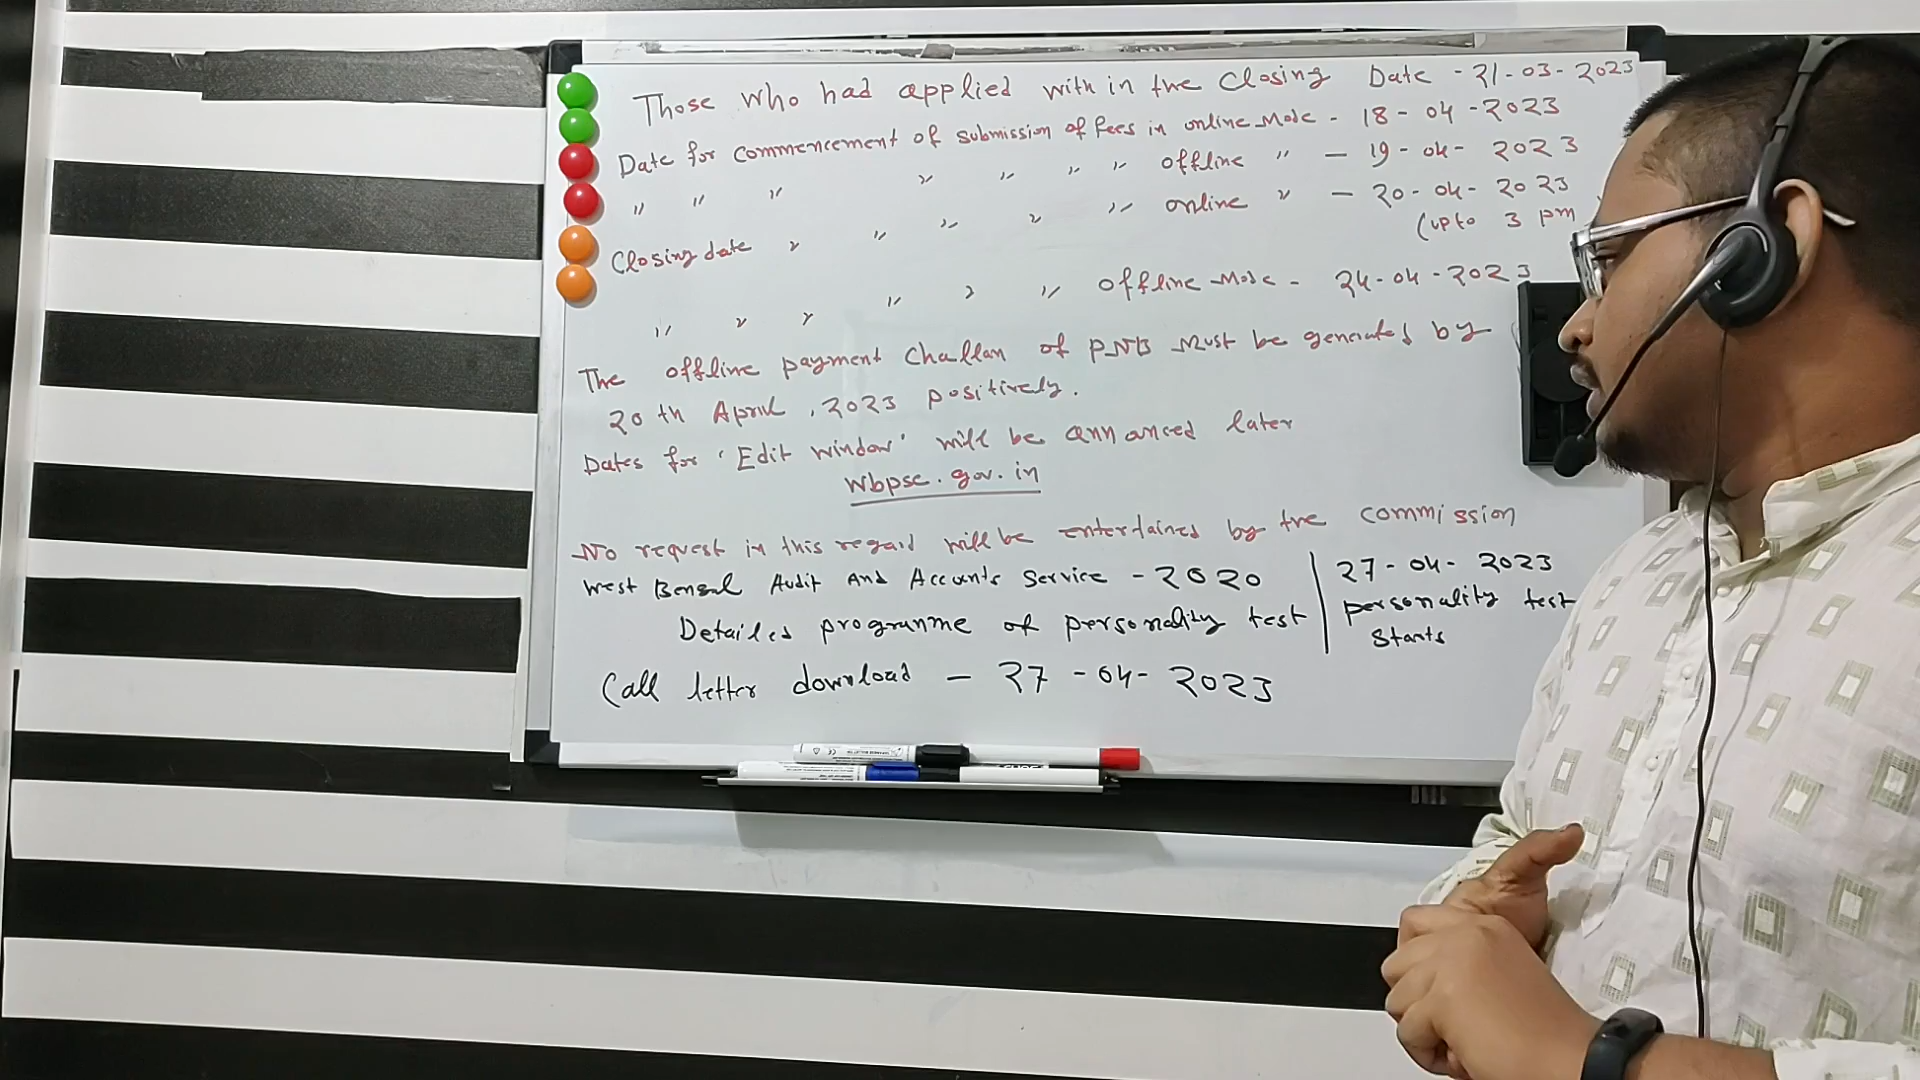 Those who had applied with in the Closing Date - 21-03-2023
Date for commencement of submission of fees in online Mode - 18-04-2023
" " " " " " " offline " - 19-04-2023
Closing date " " " " " online " - 20-04-2023
(upto 3 pm
" " " " " " offline Mode - 24-04-2023
The offline payment Challan of PNB Must be generated by
20th April, 2023 positively.
Dates for 'Edit window' will be annanced later
wbpsc.gov.in
No request in this regard will be entertained by the commission
West Bengal Audit And Accounts Service - 2020
Detailed programme of personality test
27-04-2023
personality test
starts
Call letter download - 27-04-2023